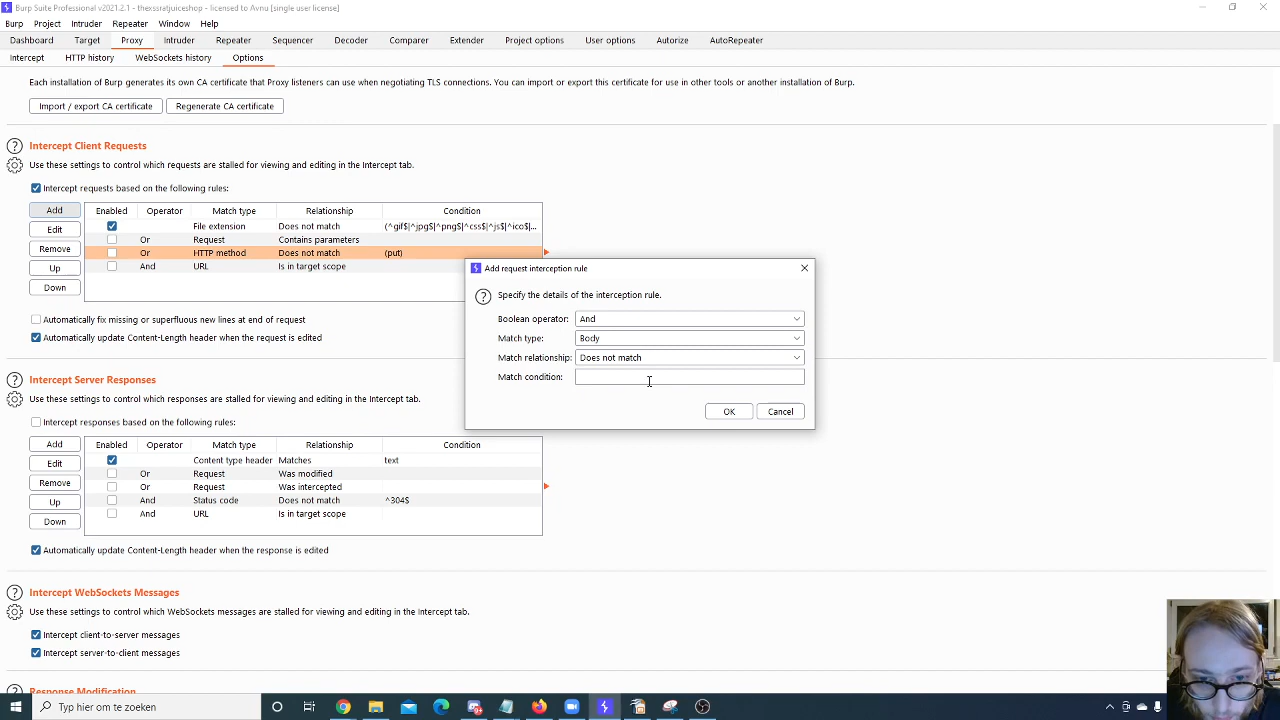 Burp Suite Professional v2021.2.1 - thexssratjuiceshop - licensed to Avnu [single user license]
Burp Project Intruder Repeater Window Help
Dashboard Target Proxy Intruder Repeater Sequencer Decoder Comparer Extender Project options User options Autorize AutoRepeater
Intercept HTTP history WebSockets history Options
Each installation of Burp generates its own CA certificate that Proxy listeners can use when negotiating TLS connections. You can import or export this certificate for use in other tools or another installation of Burp.
Import / export CA certificate Regenerate CA certificate
? Intercept Client Requests
Use these settings to control which requests are stalled for viewing and editing in the Intercept tab.
Intercept requests based on the following rules:
Add Enabled Operator Match type Relationship Condition
File extension Does not match (^gif$|^jpg$|^png$|^css$|^js$|^ico$|...
Edit Or Request Contains parameters
Remove Or HTTP method Does not match (put)
Up And URL Is in target scope
Down
Add request interception rule
? Specify the details of the interception rule.
Boolean operator: And
Match type: Body
Match relationship: Does not match
Match condition:
OK Cancel
Automatically fix missing or superfluous new lines at end of request
Automatically update Content-Length header when the request is edited
? Intercept Server Responses
Use these settings to control which responses are stalled for viewing and editing in the Intercept tab.
Intercept responses based on the following rules:
Add Enabled Operator Match type Relationship Condition
Edit Content type header Matches text
Or Request Was modified
Remove Or Request Was intercepted
Up And Status code Does not match ^304$
Down And URL Is in target scope
Automatically update Content-Length header when the response is edited
? Intercept WebSockets Messages
Use these settings to control which WebSockets messages are stalled for viewing and editing in the Intercept tab.
Intercept client-to-server messages
Intercept server-to-client messages
? Response Modification
Typ hier om te zoeken